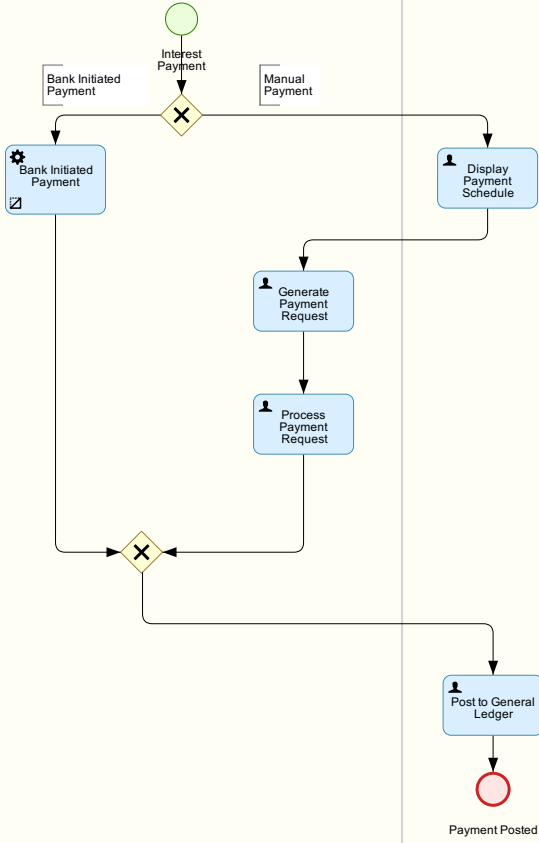 Interest
Payment
Bank Initiated
Payment
Manual
Payment
Bank Initiated
Payment
Display
Payment
Schedule
Generate
Payment
Request
Process
Payment
Request
Post to General
Ledger
Payment Posted